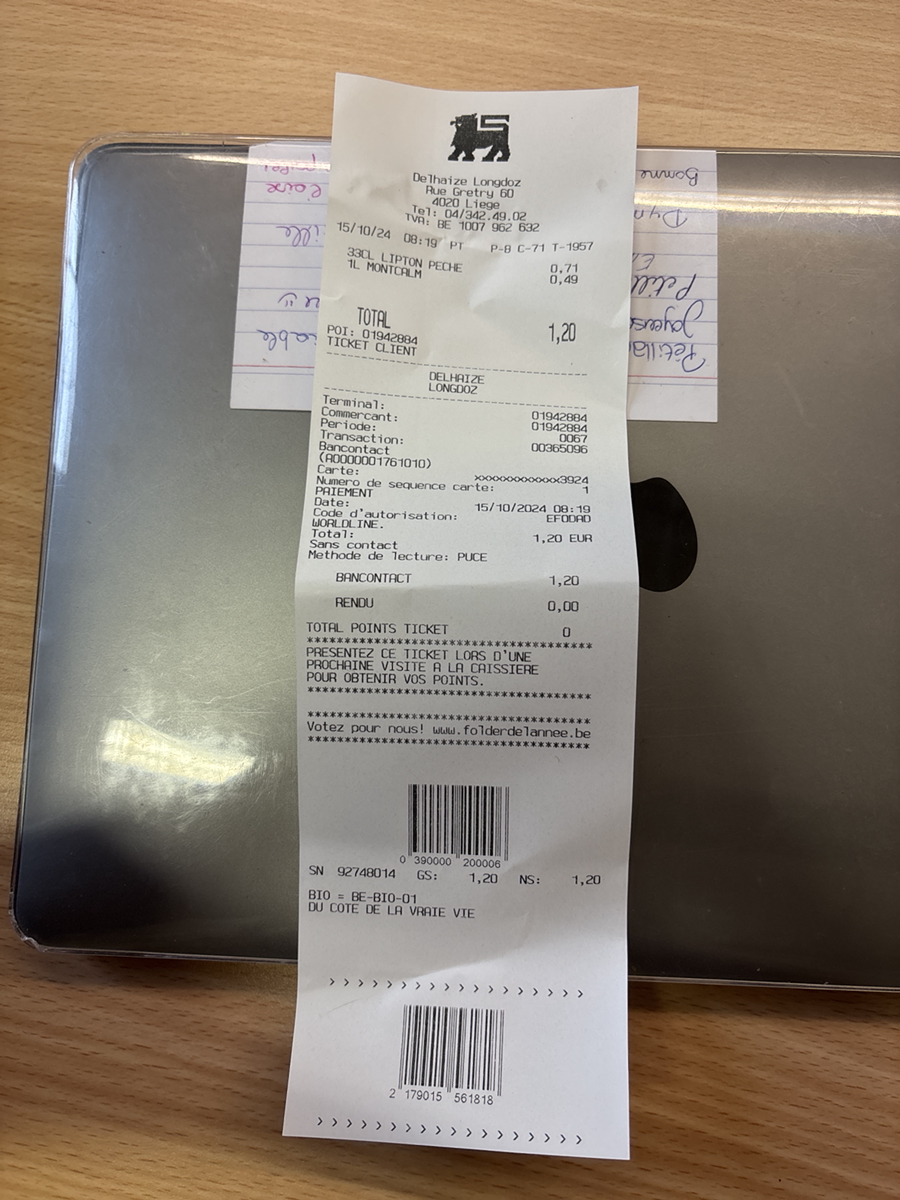 Delhaize Longdoz
Rue Gretry 60
4020 Liege
Tel: 04/342.49.02
TVA: BE 1007 962 632
15/10/24 08:19 PT P-8 C-71 T-1957
33CL LIPTON PECHE 0,71
1L MONTCALM 0,49
TOTAL 1,20
POI: 01942884
TICKET CLIENT
DELHAIZE
LONGDOZ
Terminal: 01942884
Commercant: 01942884
Periode: 0067
Transaction: 00365096
Bancontact
(A0000001761010)
Carte: xxxxxxxxxxxxx3924
Numero de sequence carte: 1
PAIEMENT
Date: 15/10/2024 08:19
Code d'autorisation: EF0DAD
WORLDLINE.
Total: 1,20 EUR
Sans contact
Methode de lecture: PUCE
BANCONTACT 1,20
RENDU 0,00
TOTAL POINTS TICKET 0
***************************************
PRESENTEZ CE TICKET LORS D'UNE
PROCHAINE VISITE A LA CAISSIERE
POUR OBTENIR VOS POINTS.
***************************************
***************************************
Votez pour nous! www.folderdelannee.be
***************************************
0 390000 200006
SN 92748014 GS: 1,20 NS: 1,20
BIO = BE-BIO-01
DU COTE DE LA VRAIE VIE
> > > > > > > > > > > > > > > > > >
2 179015 561818
> > > > > > > > > > > > > > > > > > >
Bonne